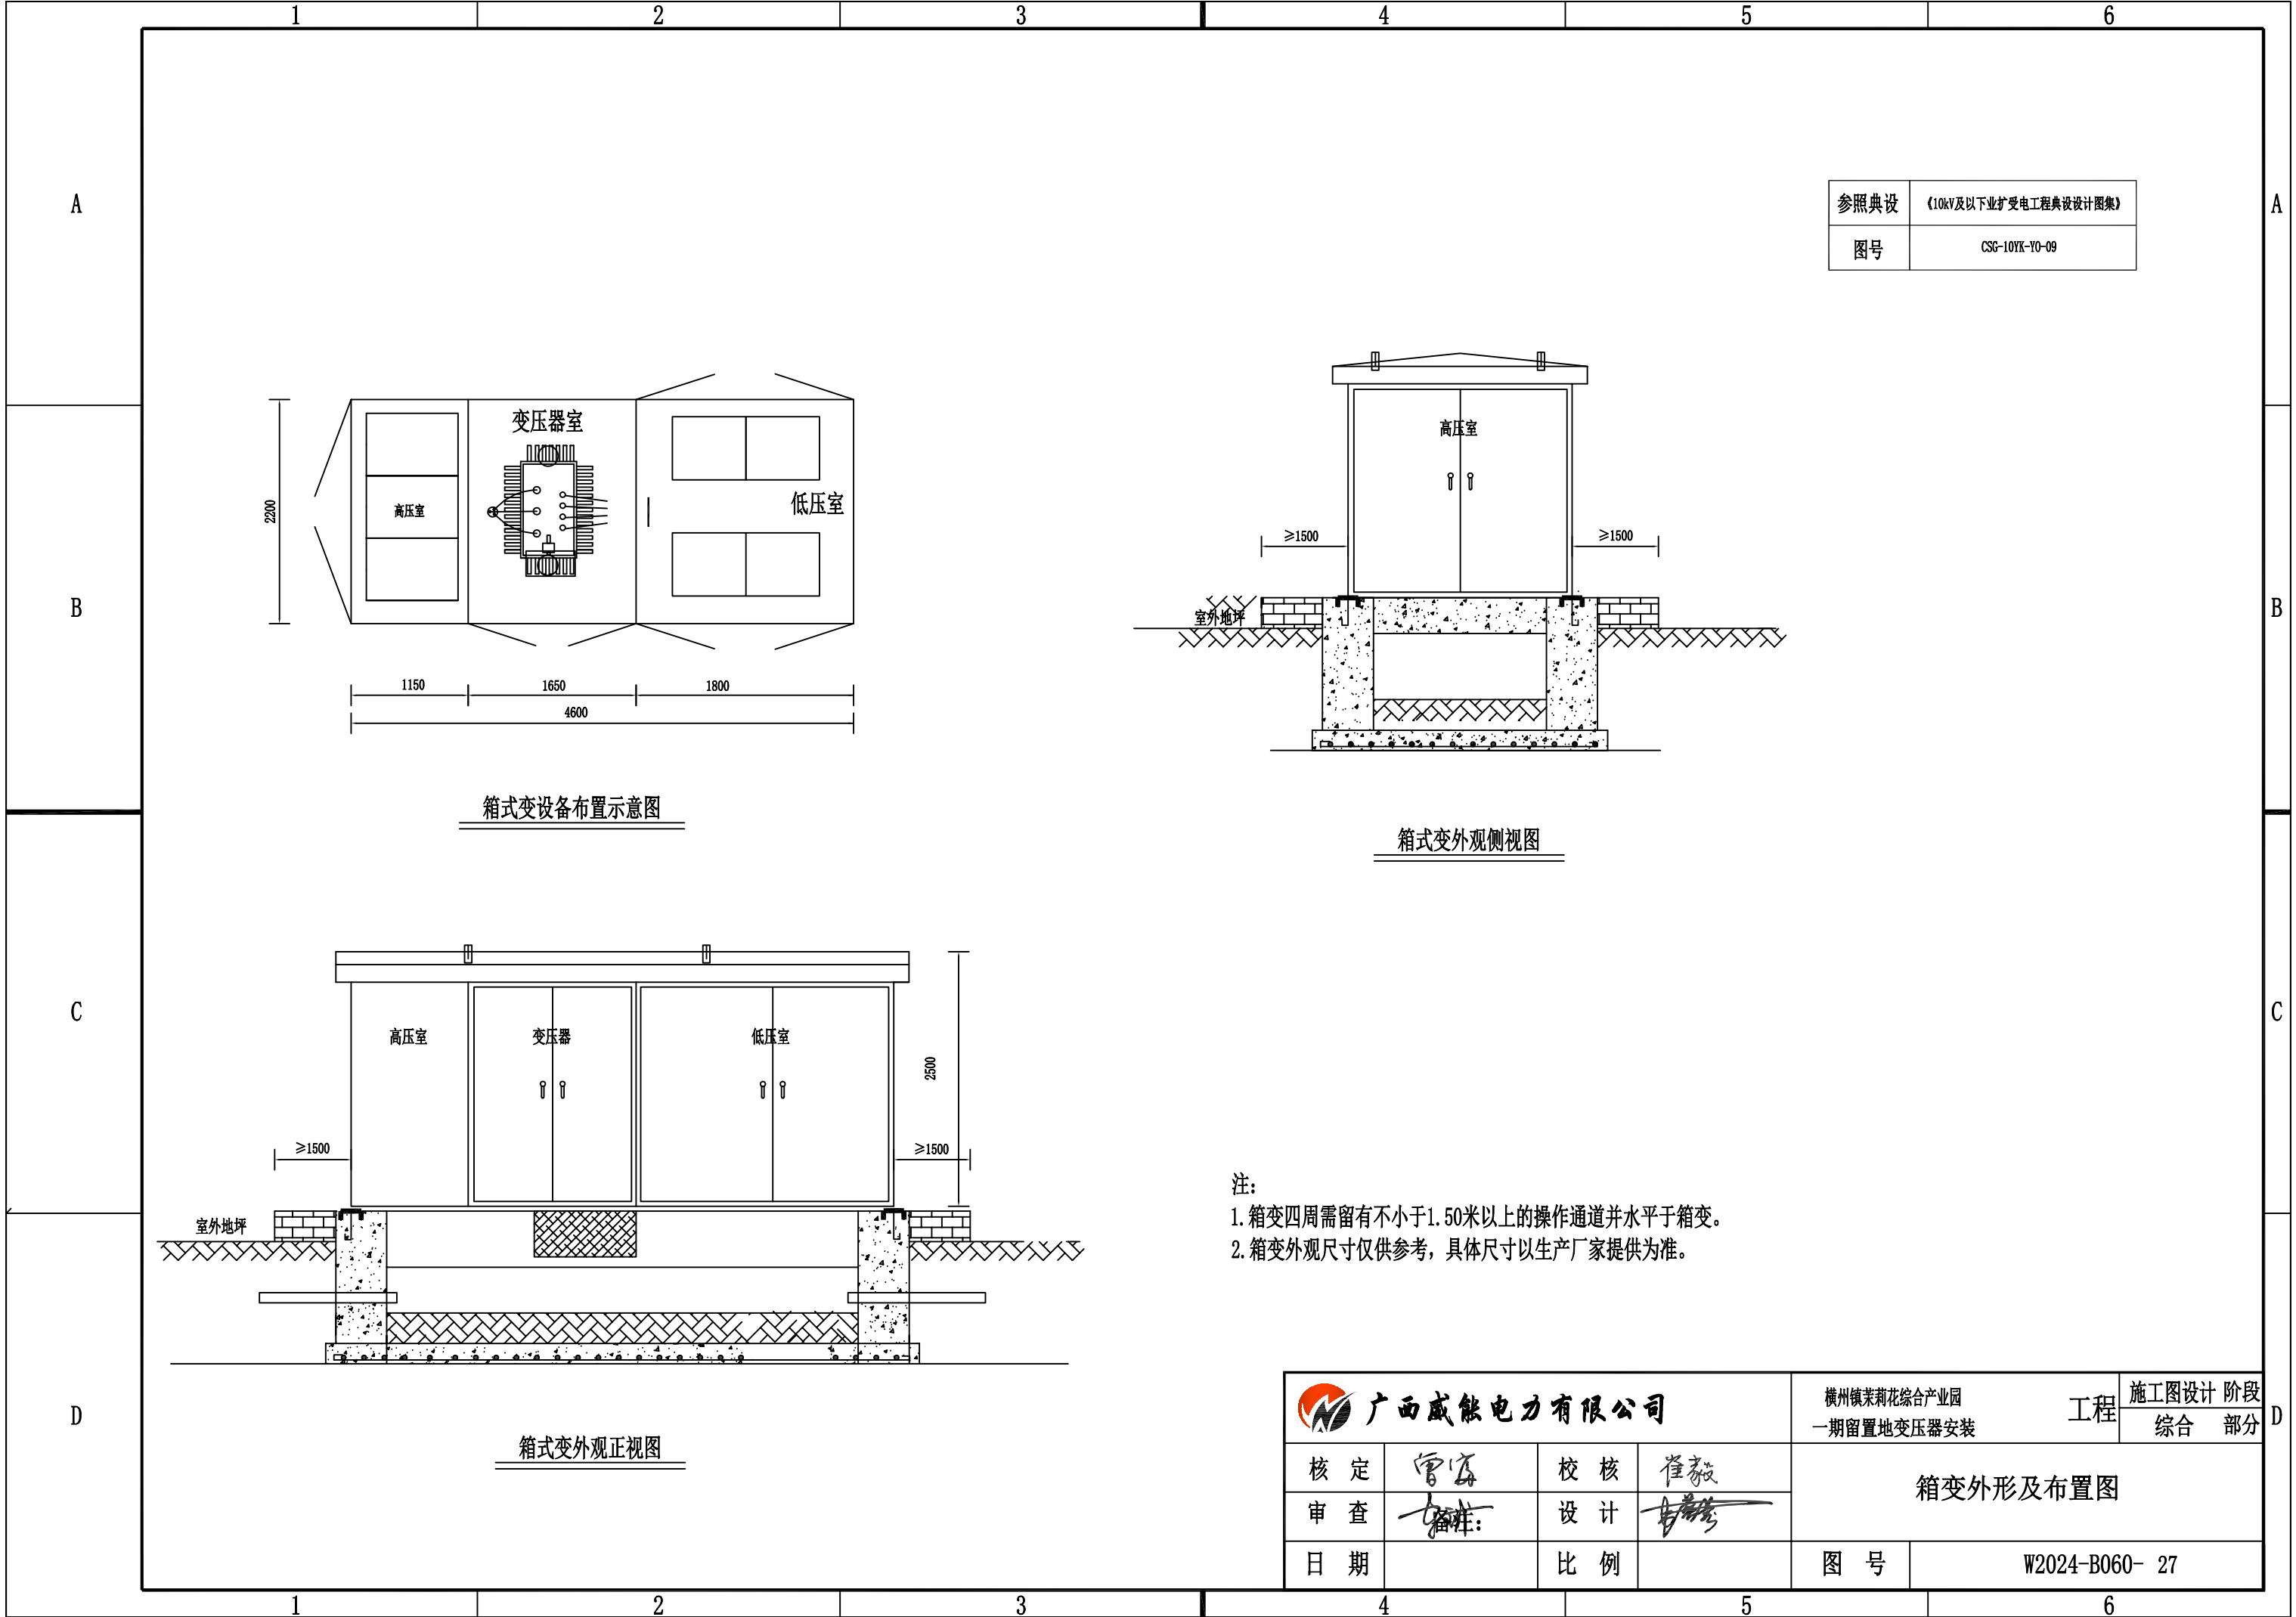 1 2 3 4 5 6
A A
参照典设 《10kV及以下业扩受电工程典设设计图集》
图号 CSG-10YK-YO-09
变压器室
高压室
低压室
2200
1150 1650 1800
4600
箱式变设备布置示意图
高压室
≥1500 ≥1500
室外地坪
箱式变外观侧视图
B B
高压室 变压器 低压室
2500
≥1500 ≥1500
室外地坪
箱式变外观正视图
C C
注:
1.箱变四周需留有不小于1.50米以上的操作通道并水平于箱变。
2.箱变外观尺寸仅供参考，具体尺寸以生产厂家提供为准。
D D
广西威能电力有限公司
横州镇茉莉花综合产业园
一期留置地变压器安装
工程
施工图设计 阶段
综合 部分
核 定 校 核 崔毅
审 查 备注: 设 计
日 期 比 例
箱变外形及布置图
图 号 W2024-B060- 27
1 2 3 4 5 6